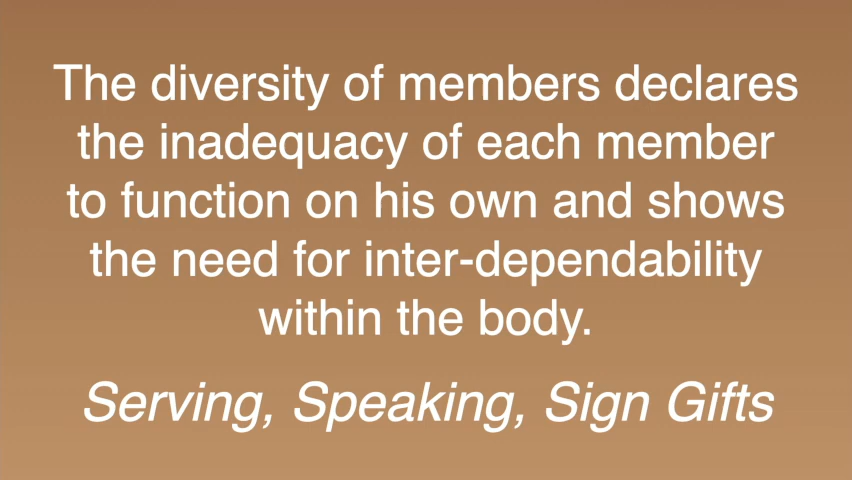 The diversity of members declares
the inadequacy of each member
to function on his own and shows
the need for inter-dependability
within the body.
Serving, Speaking, Sign Gifts